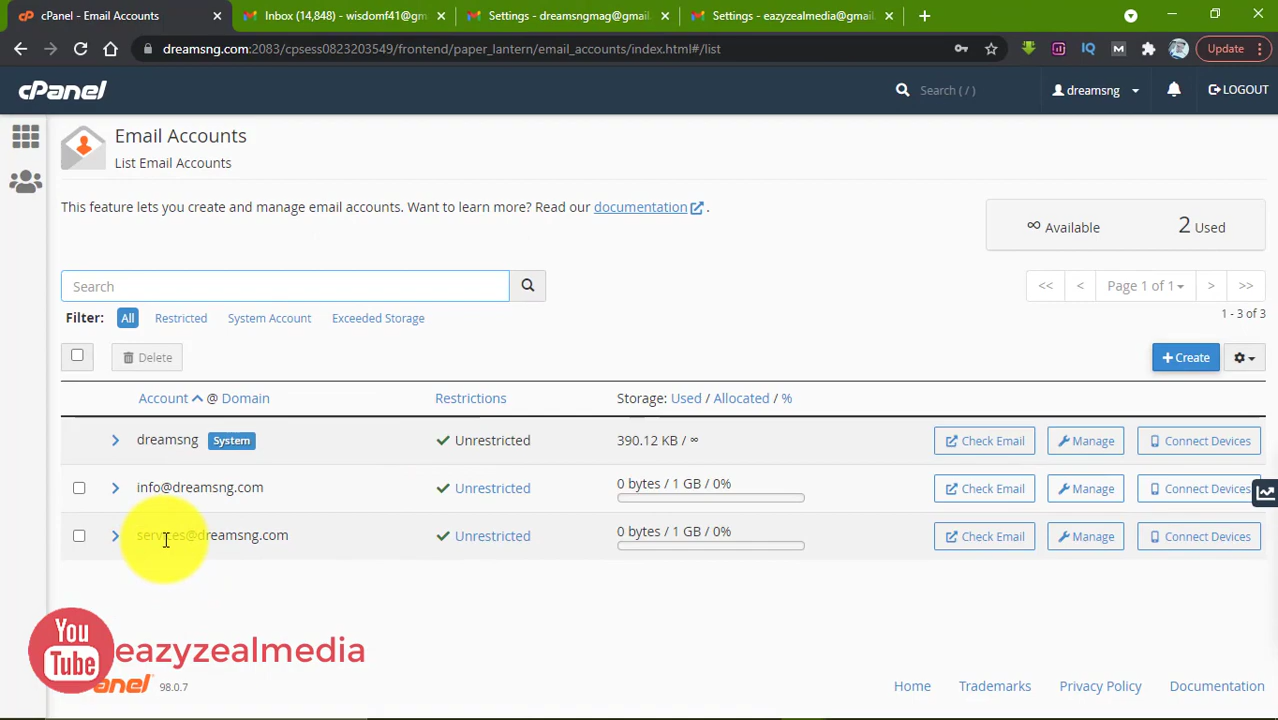 cPanel - Email Accounts
Inbox (14,848) - wisdomf41@gm
Settings - dreamsngmag@gmail.
Settings - eazyzealmedia@gmail.
dreamsng.com:2083/cpsess0823203549/frontend/paper_lantern/email_accounts/index.html#/list
IQ
M
Update
cPanel
Search ( / )
dreamsng
LOGOUT
Email Accounts
List Email Accounts
This feature lets you create and manage email accounts. Want to learn more? Read our documentation .
∞ Available
2 Used
Search
<<
<
Page 1 of 1
>
>>
Filter: All Restricted System Account Exceeded Storage
1 - 3 of 3
Delete
+ Create
Account @ Domain
Restrictions
Storage: Used / Allocated / %
dreamsng System
Unrestricted
390.12 KB / ∞
Check Email
Manage
Connect Devices
info@dreamsng.com
Unrestricted
0 bytes / 1 GB / 0%
Check Email
Manage
Connect Devices
services@dreamsng.com
Unrestricted
0 bytes / 1 GB / 0%
Check Email
Manage
Connect Devices
You
Tube
eazyzealmedia
98.0.7
Home
Trademarks
Privacy Policy
Documentation